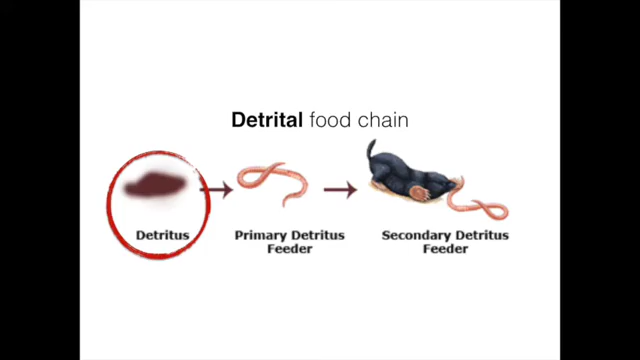 Detrital food chain
Detritus
Primary Detritus
Feeder
Secondary Detritus
Feeder